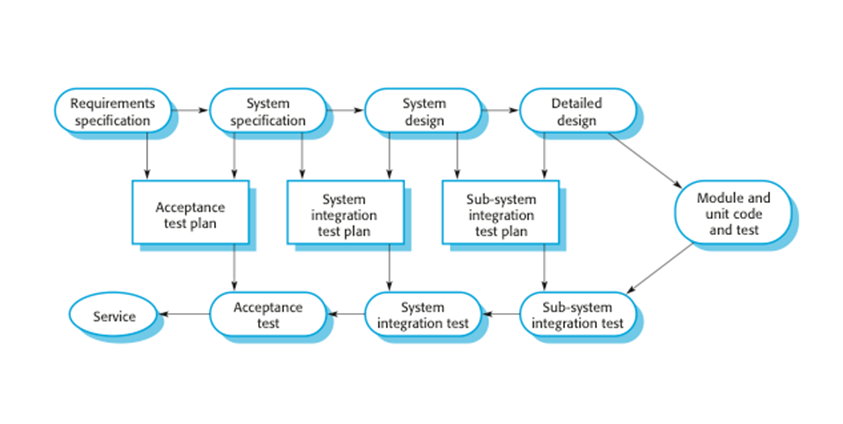 Requirements
specification
System
specification
System
design
Detailed
design
Acceptance
test plan
System
integration
test plan
Sub-system
integration
test plan
Module and
unit code
and test
Service
Acceptance
test
System
integration test
Sub-system
integration test